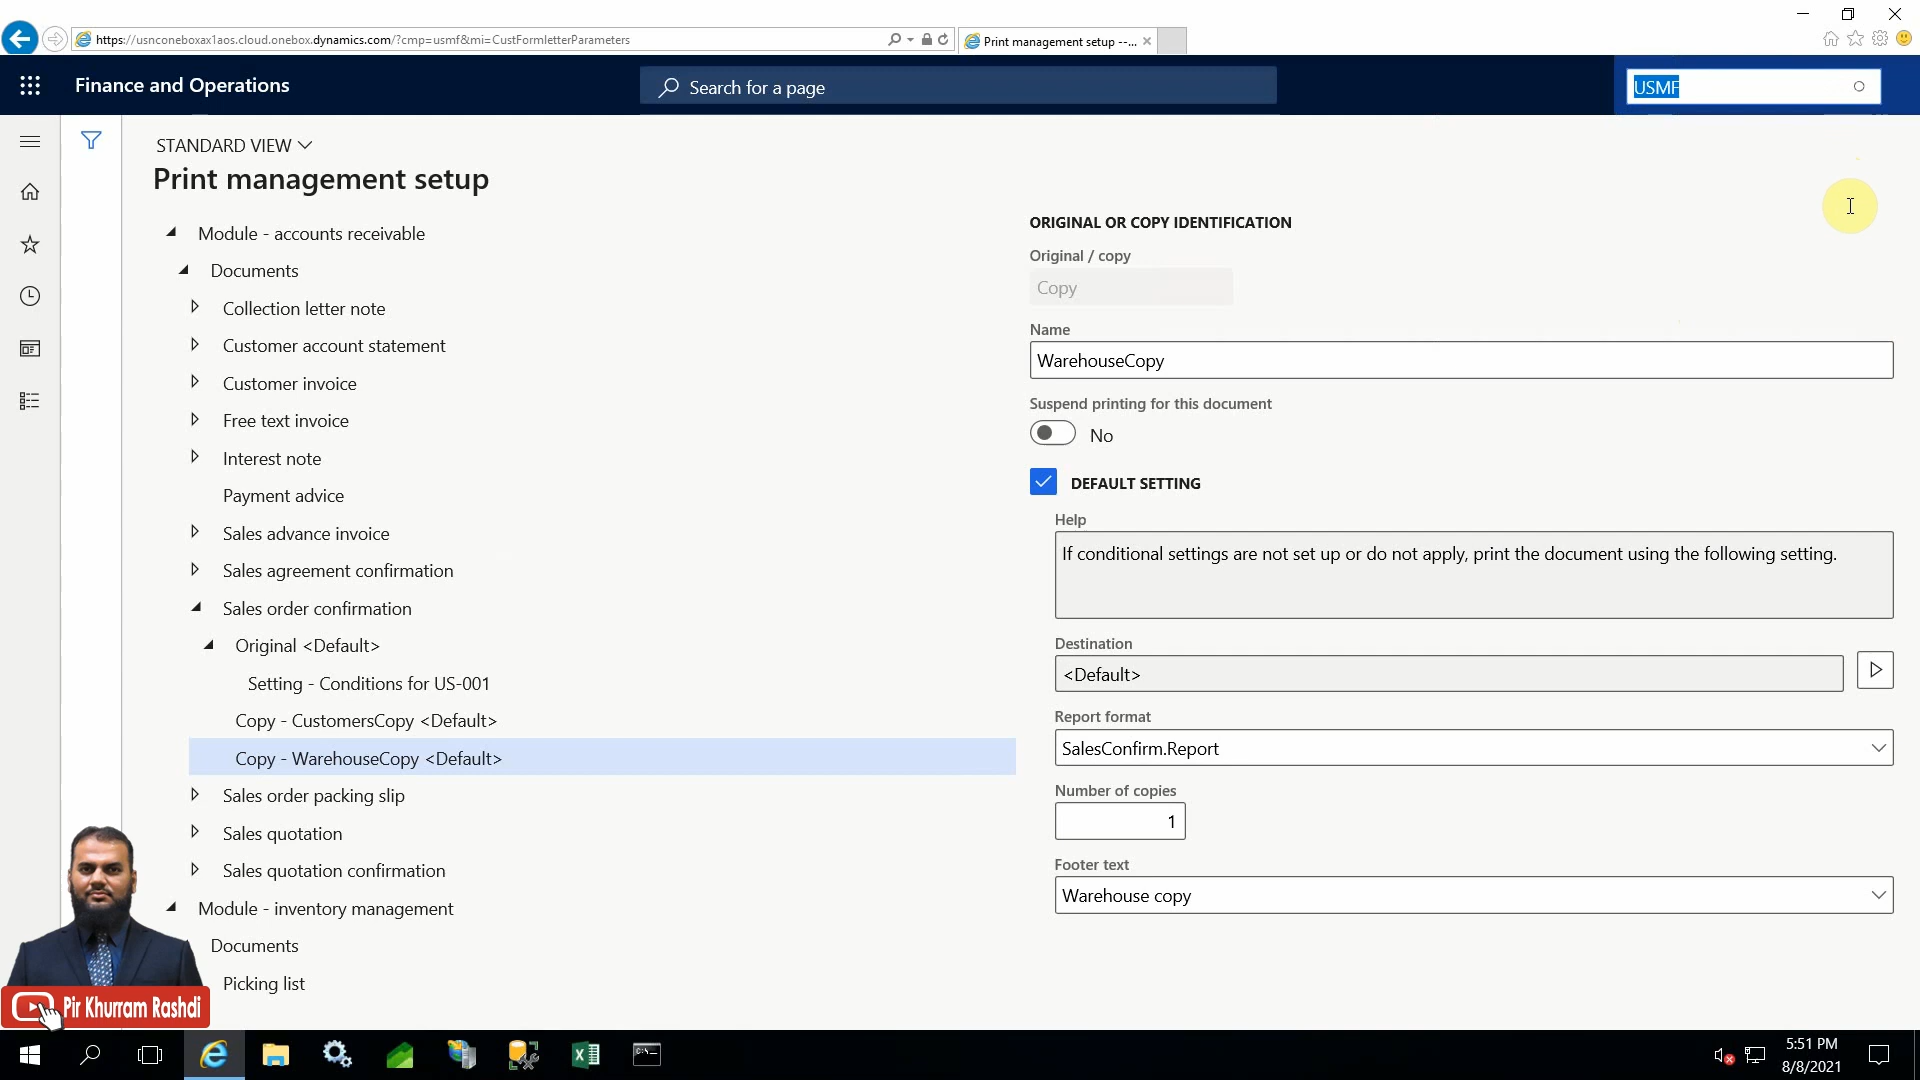 https://usnconeboxax1aos.cloud.onebox.dynamics.com/?cmp=usmf&mi=CustFormletterParameters
Print management setup --...
Finance and Operations
Search for a page
USMF
STANDARD VIEW
Print management setup
Module - accounts receivable
Documents
Collection letter note
Customer account statement
Customer invoice
Free text invoice
Interest note
Payment advice
Sales advance invoice
Sales agreement confirmation
Sales order confirmation
Original <Default>
Setting - Conditions for US-001
Copy - CustomersCopy <Default>
Copy - WarehouseCopy <Default>
Sales order packing slip
Sales quotation
Sales quotation confirmation
Module - inventory management
Documents
Picking list
ORIGINAL OR COPY IDENTIFICATION
Original / copy
Copy
Name
WarehouseCopy
Suspend printing for this document
No
DEFAULT SETTING
Help
If conditional settings are not set up or do not apply, print the document using the following setting.
Destination
<Default>
Report format
SalesConfirm.Report
Number of copies
1
Footer text
Warehouse copy
Pir Khurram Rashdi
5:51 PM
8/8/2021